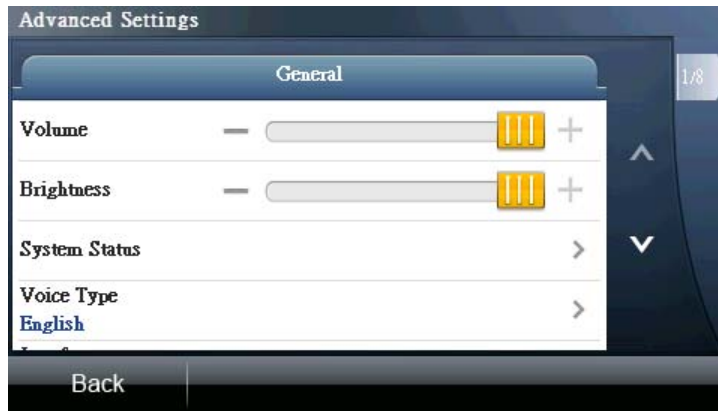 Advanced Settings
General
1/8
Volume
Brightness
System Status
Voice Type
English
Back